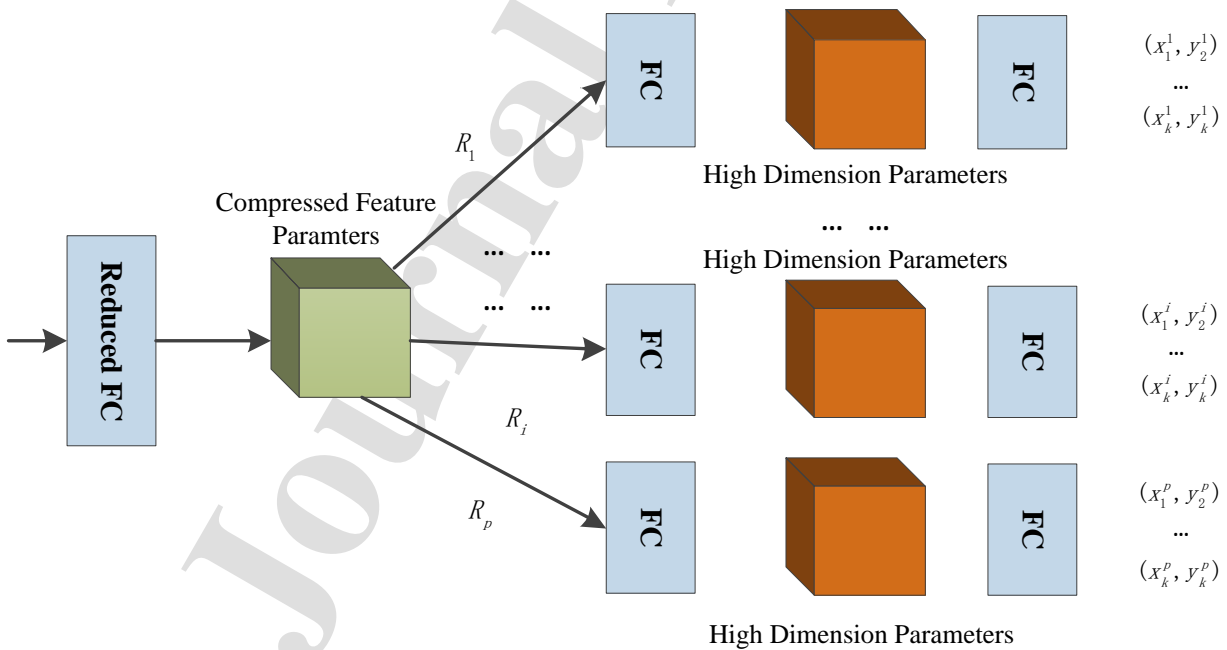 Reduced FC
Compressed Feature
Paramters
R_1
... ...
... ...
R_i
R_p
FC
FC
High Dimension Parameters
(x_1^1, y_2^1)
...
(x_k^1, y_k^1)
... ...
High Dimension Parameters
FC
FC
(x_1^i, y_2^i)
...
(x_k^i, y_k^i)
FC
FC
High Dimension Parameters
(x_1^p, y_2^p)
...
(x_k^p, y_k^p)
Journal